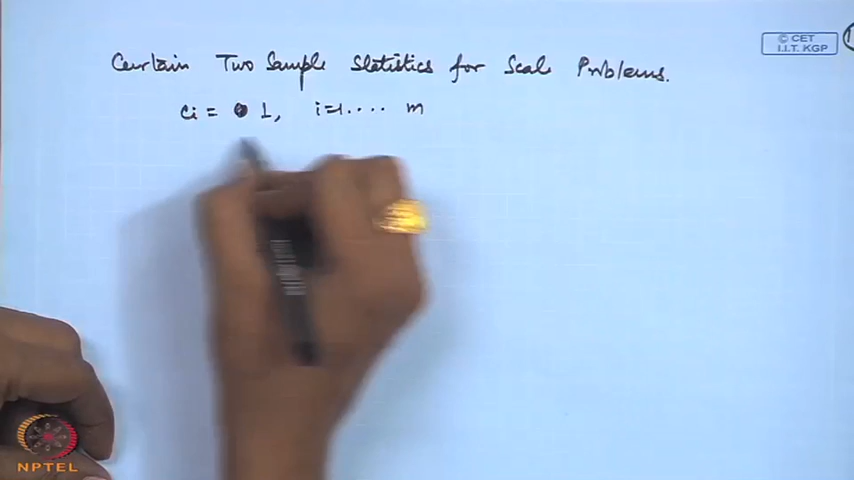 Certain Two Sample Statistics for Scale Problems.
ci = 1, i=1.... m
© CET
I.I.T. KGP
NPTEL